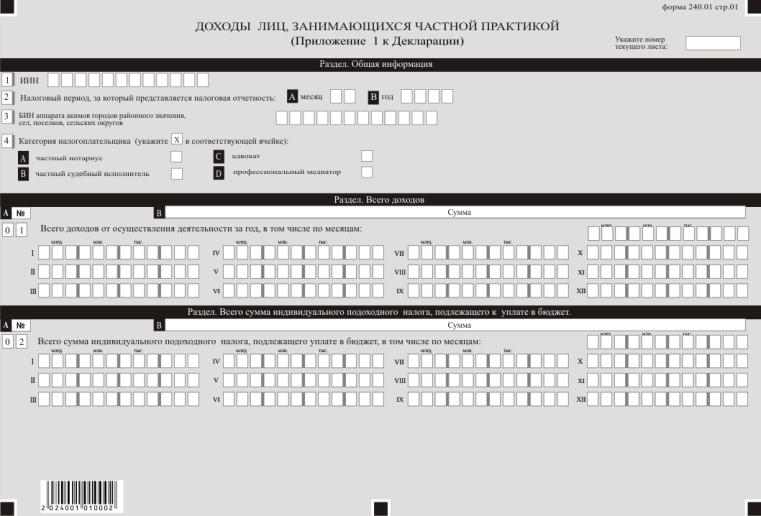 форма 240.01 стр.01
ДОХОДЫ ЛИЦ, ЗАНИМАЮЩИХСЯ ЧАСТНОЙ ПРАКТИКОЙ
(Приложение 1 к Декларации)
Укажите номер
текущего листа:
Раздел. Общая информация
1 ИИН
2 Налоговый период, за который представляется налоговая отчетность: A месяц B год
3 БИН аппарата акимов городов районного значения,
сел, поселков, сельских округов
4 Категория налогоплательщика (укажите X в соответствующей ячейке):
A частный нотариус C адвокат
B частный судебный исполнитель D профессиональный медиатор
Раздел. Всего доходов
A № B Сумма
01 Всего доходов от осуществления деятельности за год, в том числе по месяцам: млрд. млн. тыс.
млрд. млн. тыс. млрд. млн. тыс. млрд. млн. тыс.
I IV VII X
II V VIII XI
III VI IX XII
Раздел. Всего сумма индивидуального подоходного налога, подлежащего к уплате в бюджет.
A № B Сумма
02 Всего сумма индивидуального подоходного налога, подлежащего уплате в бюджет, в том числе по месяцам: млрд. млн. тыс.
млрд. млн. тыс. млрд. млн. тыс. млрд. млн. тыс.
I IV VII X
II V VIII XI
III VI IX XII
2 024001 010002